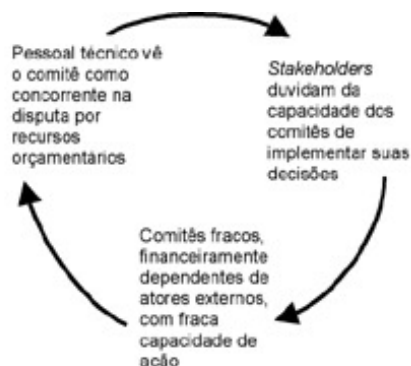 Pessoal técnico vê
o comitê como
concorrente na
disputa por
recursos
orçamentários
Stakeholders
duvidam da
capacidade dos
comitês de
implementar suas
decisões
Comitês fracos,
financeiramente
dependentes de
atores externos,
com fraca
capacidade de
ação